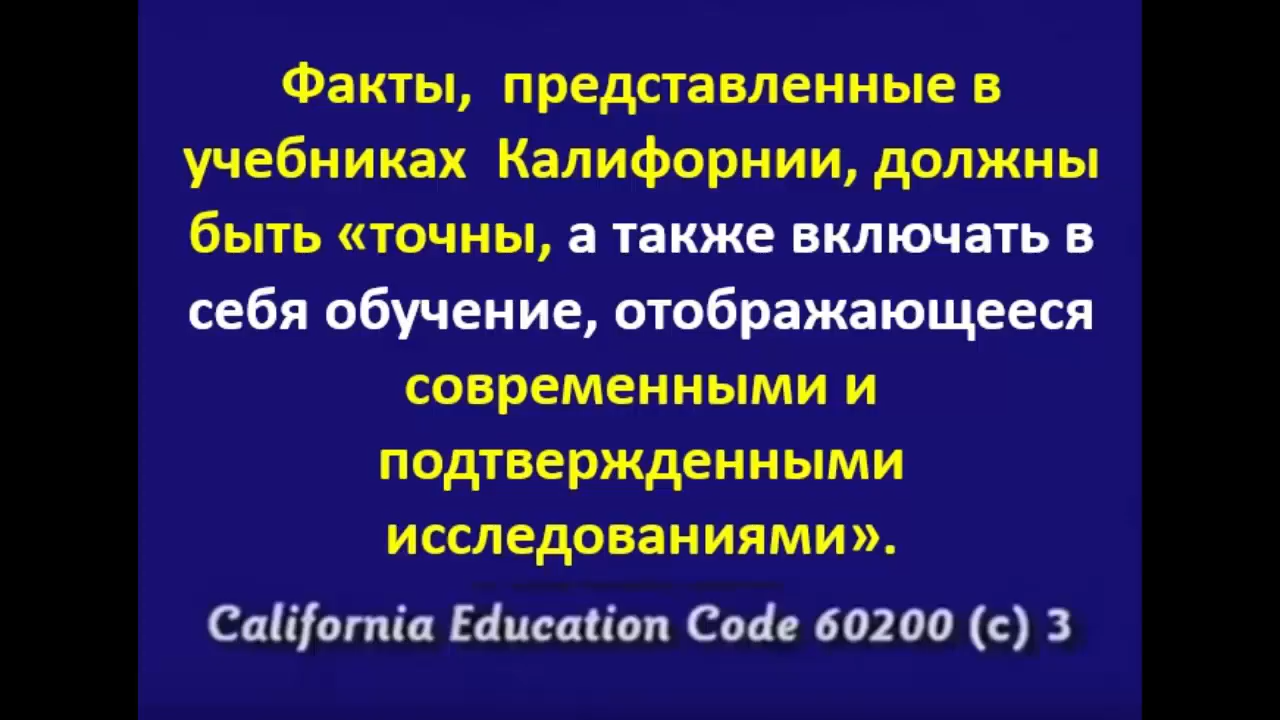 Факты,  представленные в
учебниках  Калифорнии, должны
быть «точны, а также включать в
себя обучение, отображающееся
современными и
подтвержденными
исследованиями».
California Education Code 60200 (c) 3